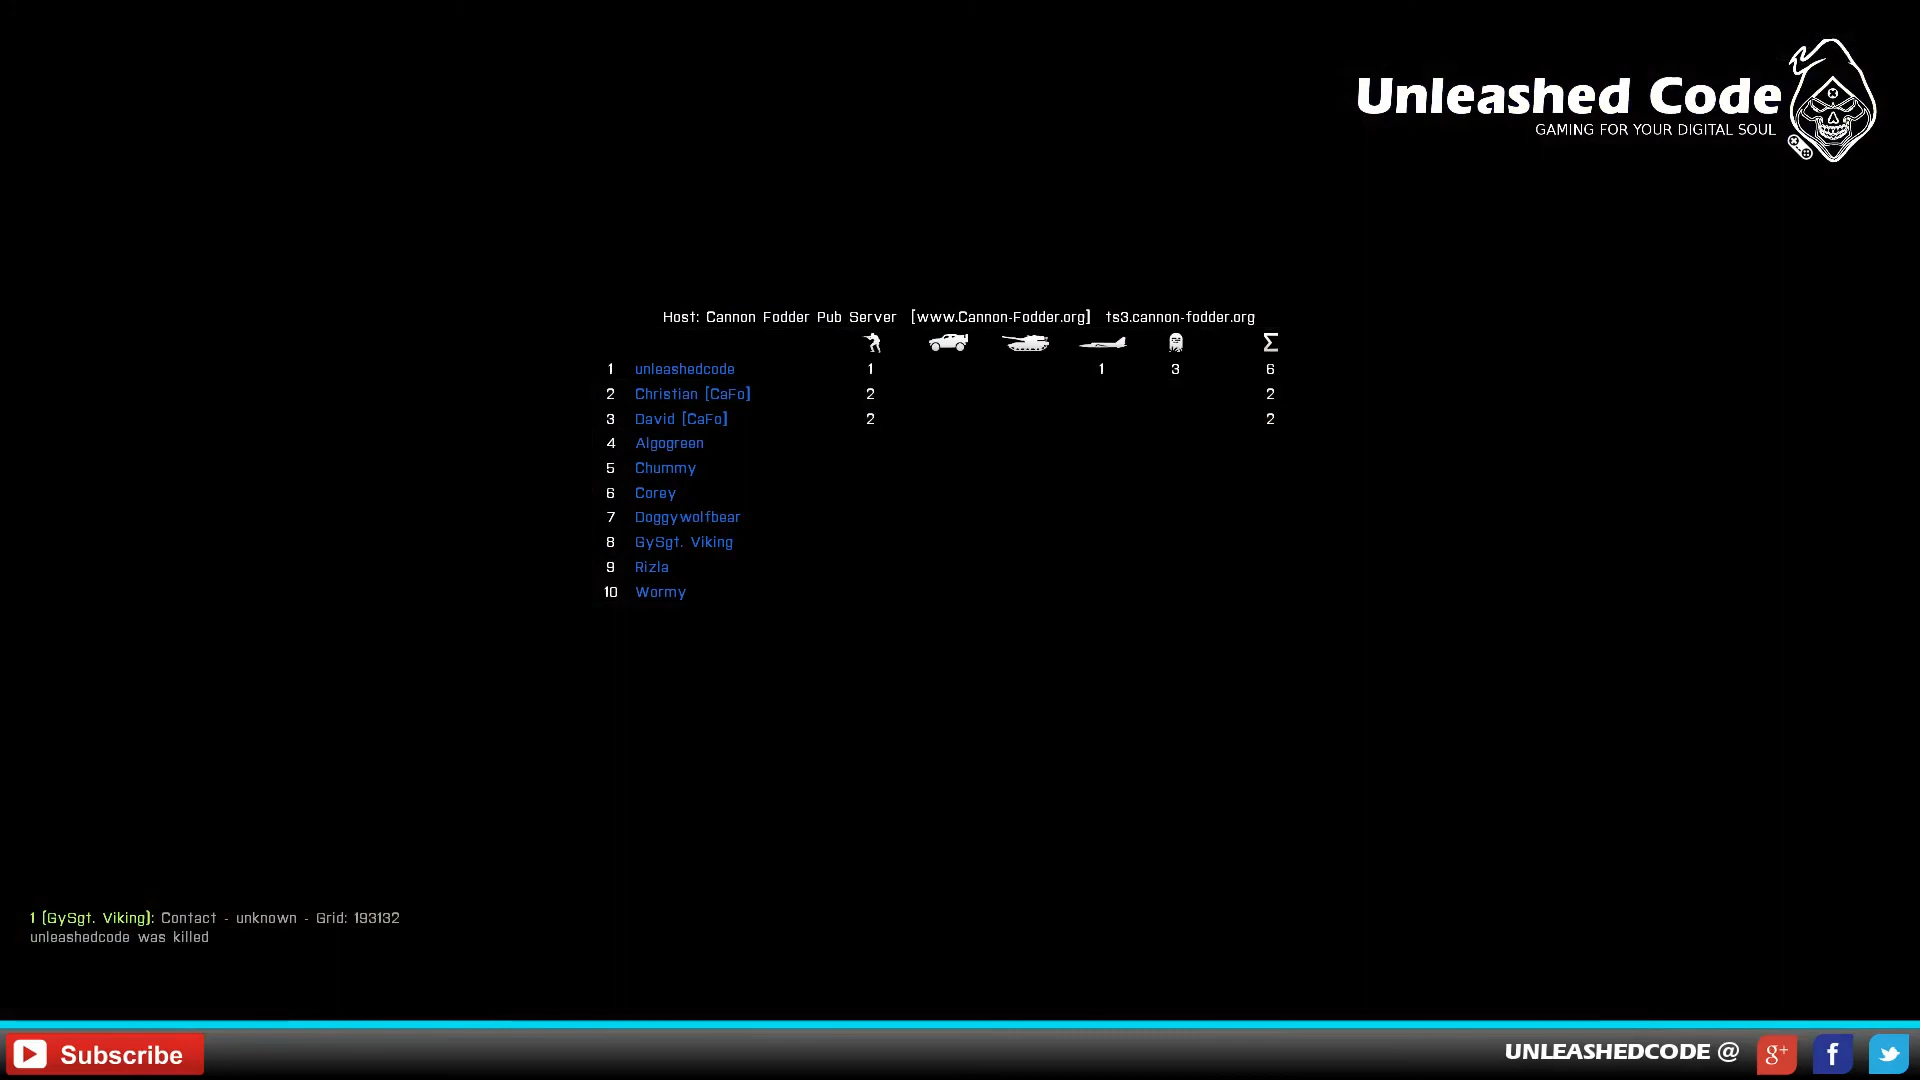 Unleashed Code
GAMING FOR YOUR DIGITAL SOUL
Host: Cannon Fodder Pub Server [www.Cannon-Fodder.org] ts3.cannon-fodder.org
Σ
1 unleashedcode 1 1 3 6
2 Christian [CaFo] 2 2
3 David [CaFo] 2 2
4 Algogreen
5 Chummy
6 Corey
7 Doggywolfbear
8 GySgt. Viking
9 Rizla
10 Wormy
1 (GySgt. Viking): Contact - unknown - Grid: 193132
unleashedcode was killed
Subscribe
UNLEASHEDCODE @ g+ f